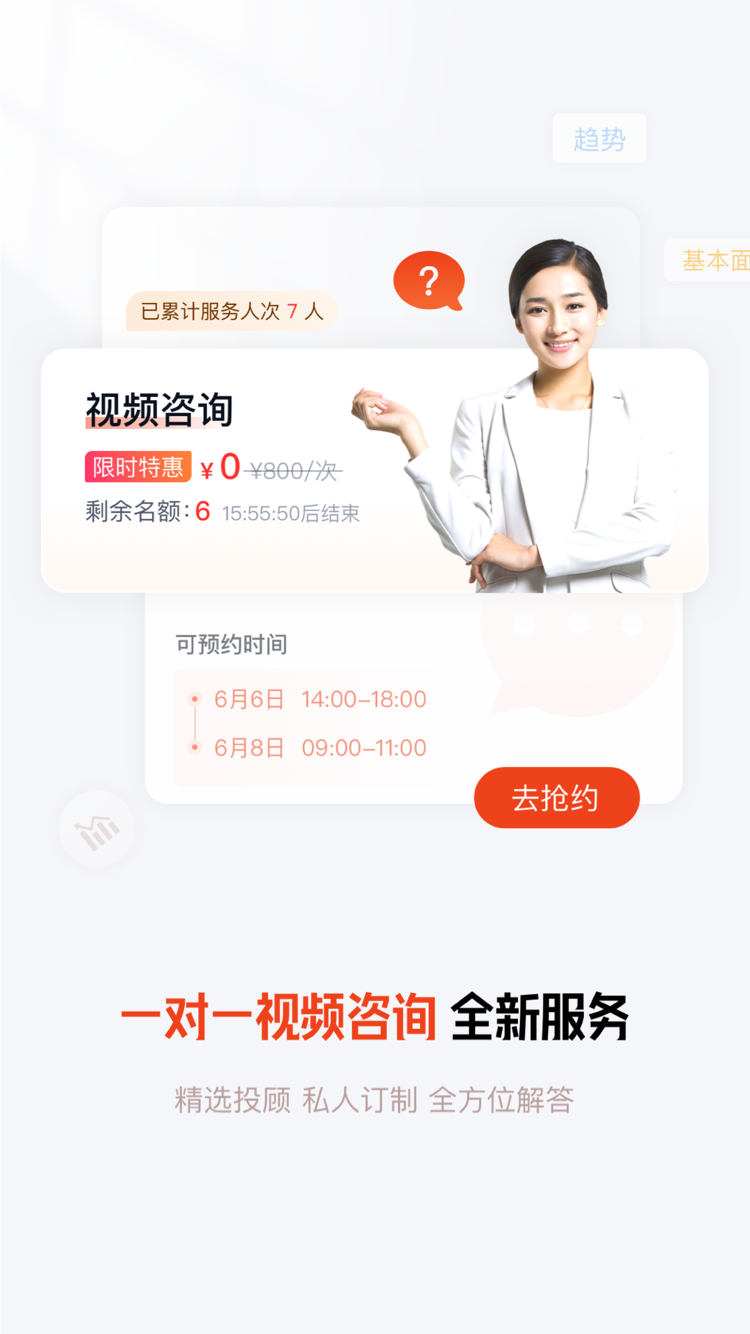 趋势
基本面
?
已累计服务人次 7 人
视频咨询
限时特惠 ¥ 0 ¥800/次
剩余名额：6 15:55:50后结束
可预约时间
6月6日 14:00-18:00
6月8日 09:00-11:00
去抢约
一对一视频咨询 全新服务
精选投顾 私人订制 全方位解答